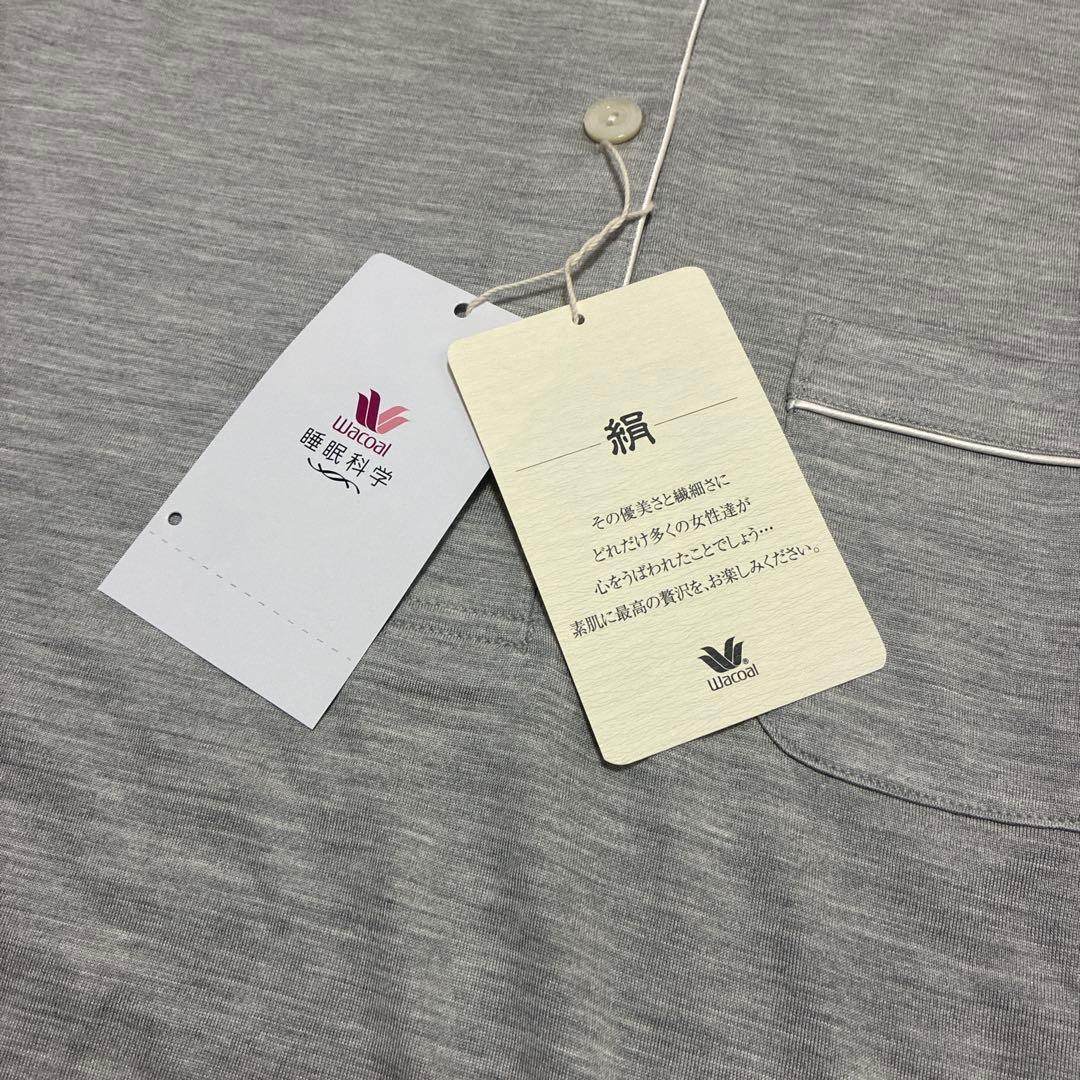 Wacoal
睡眠科学
絹
その優美さと繊細さに
どれだけ多くの女性達が
心をうばわれたことでしょう…
素肌に最高の贅沢を、お楽しみください。
Wacoal®